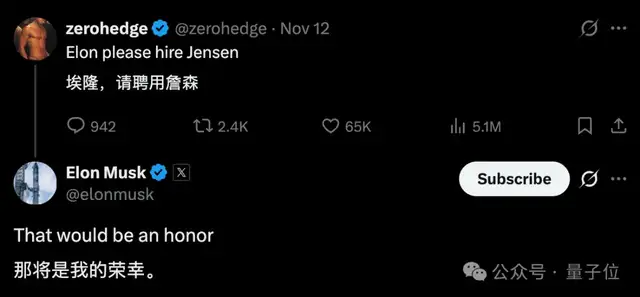 zerohedge @zerohedge · Nov 12
Elon please hire Jensen
埃隆，请聘用詹森
942 2.4K 65K 5.1M
Elon Musk X
Subscribe
@elonmusk
That would be an honor
那将是我的荣幸。
公众号 · 量子位